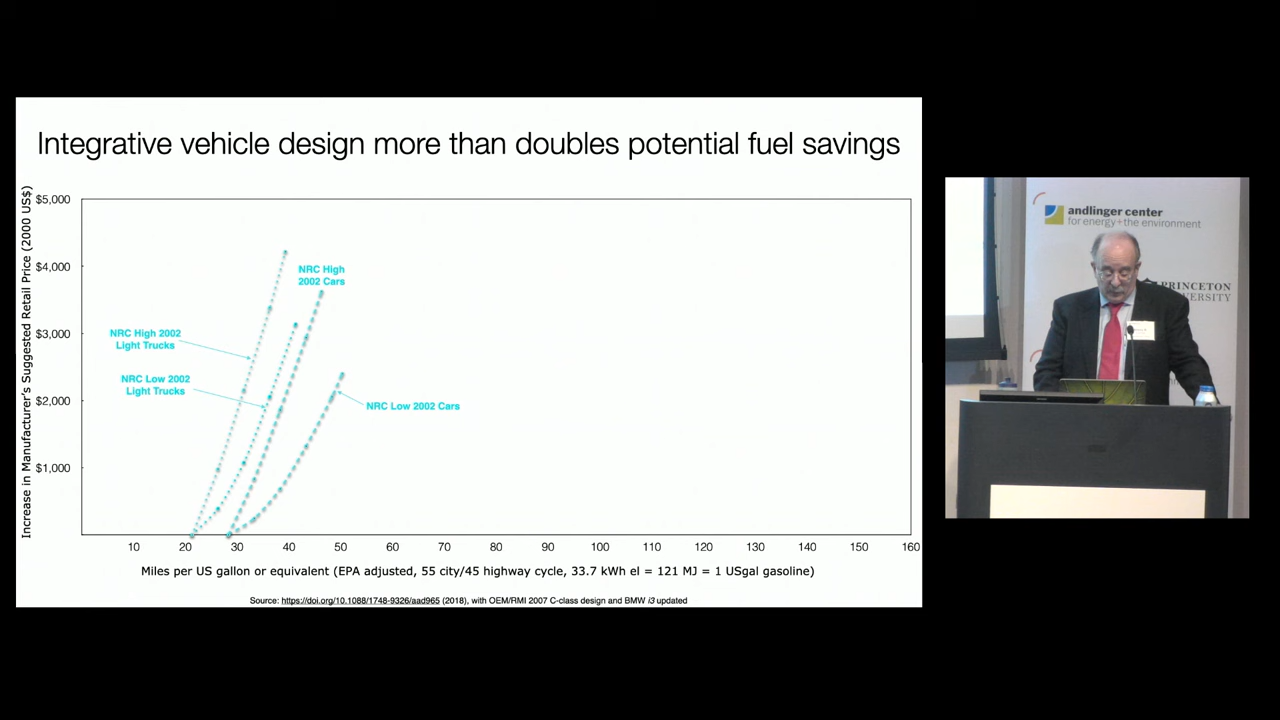 Integrative vehicle design more than doubles potential fuel savings
Increase in Manufacturer's Suggested Retail Price (2000 US$)
$5,000
$4,000
$3,000
$2,000
$1,000
NRC High
2002 Cars
NRC High 2002
Light Trucks
NRC Low 2002
Light Trucks
NRC Low 2002 Cars
10 20 30 40 50 60 70 80 90 100 110 120 130 140 150 160
Miles per US gallon or equivalent (EPA adjusted, 55 city/45 highway cycle, 33.7 kWh el = 121 MJ = 1 USgal gasoline)
Source: https://doi.org/10.1088/1748-9326/aad965 (2018), with OEM/RMI 2007 C-class design and BMW i3 updated
andlinger center
for energy+the environment
PRINCETON